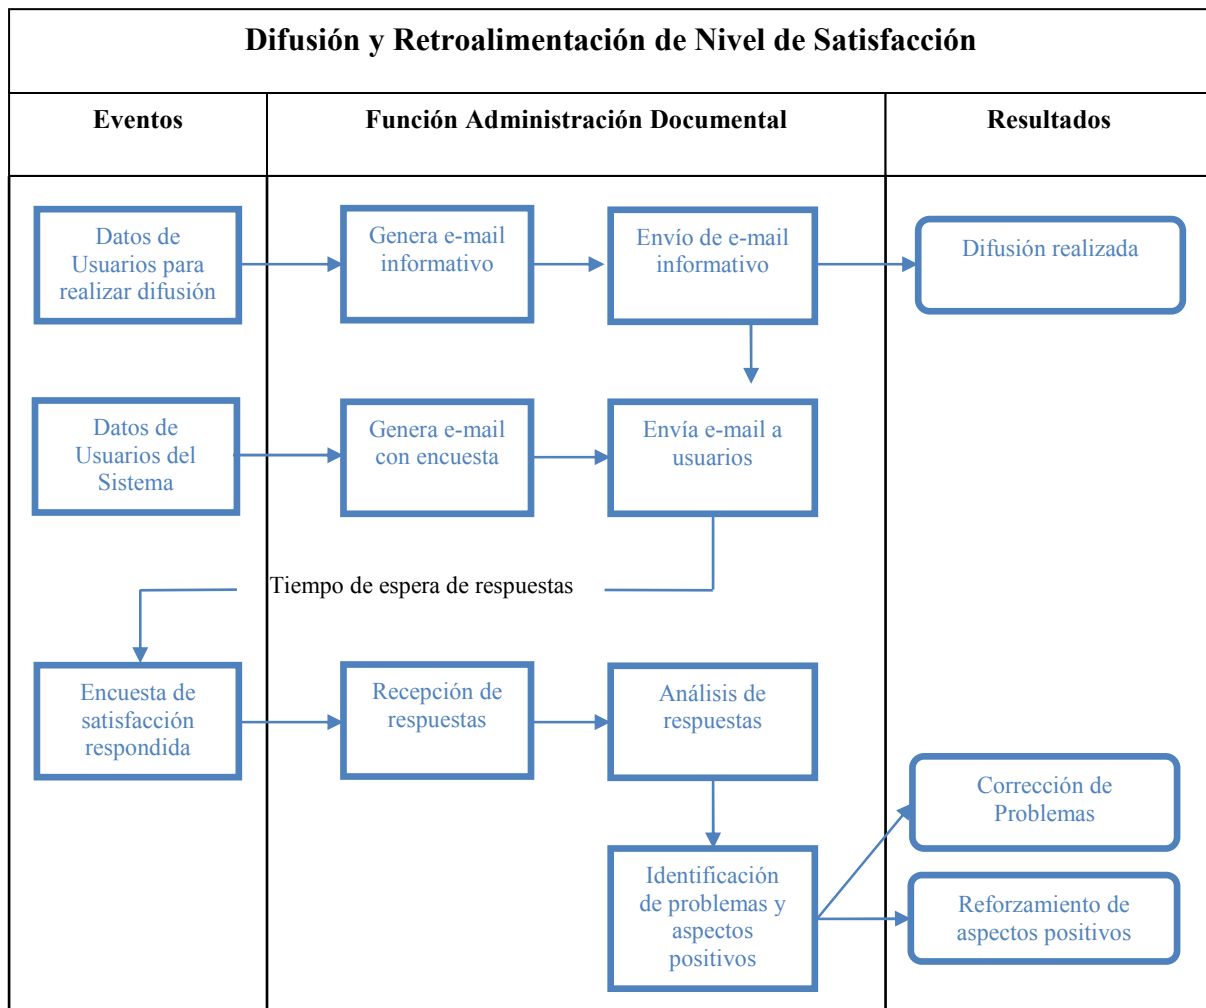 Difusión y Retroalimentación de Nivel de Satisfacción
Eventos
Función Administración Documental
Resultados
Datos de
Usuarios para
realizar difusión
Genera e-mail
informativo
Envío de e-mail
informativo
Difusión realizada
Datos de
Usuarios del
Sistema
Genera e-mail
con encuesta
Envía e-mail a
usuarios
Tiempo de espera de respuestas
Encuesta de
satisfacción
respondida
Recepción de
respuestas
Análisis de
respuestas
Corrección de
Problemas
Identificación
de problemas y
aspectos
positivos
Reforzamiento de
aspectos positivos